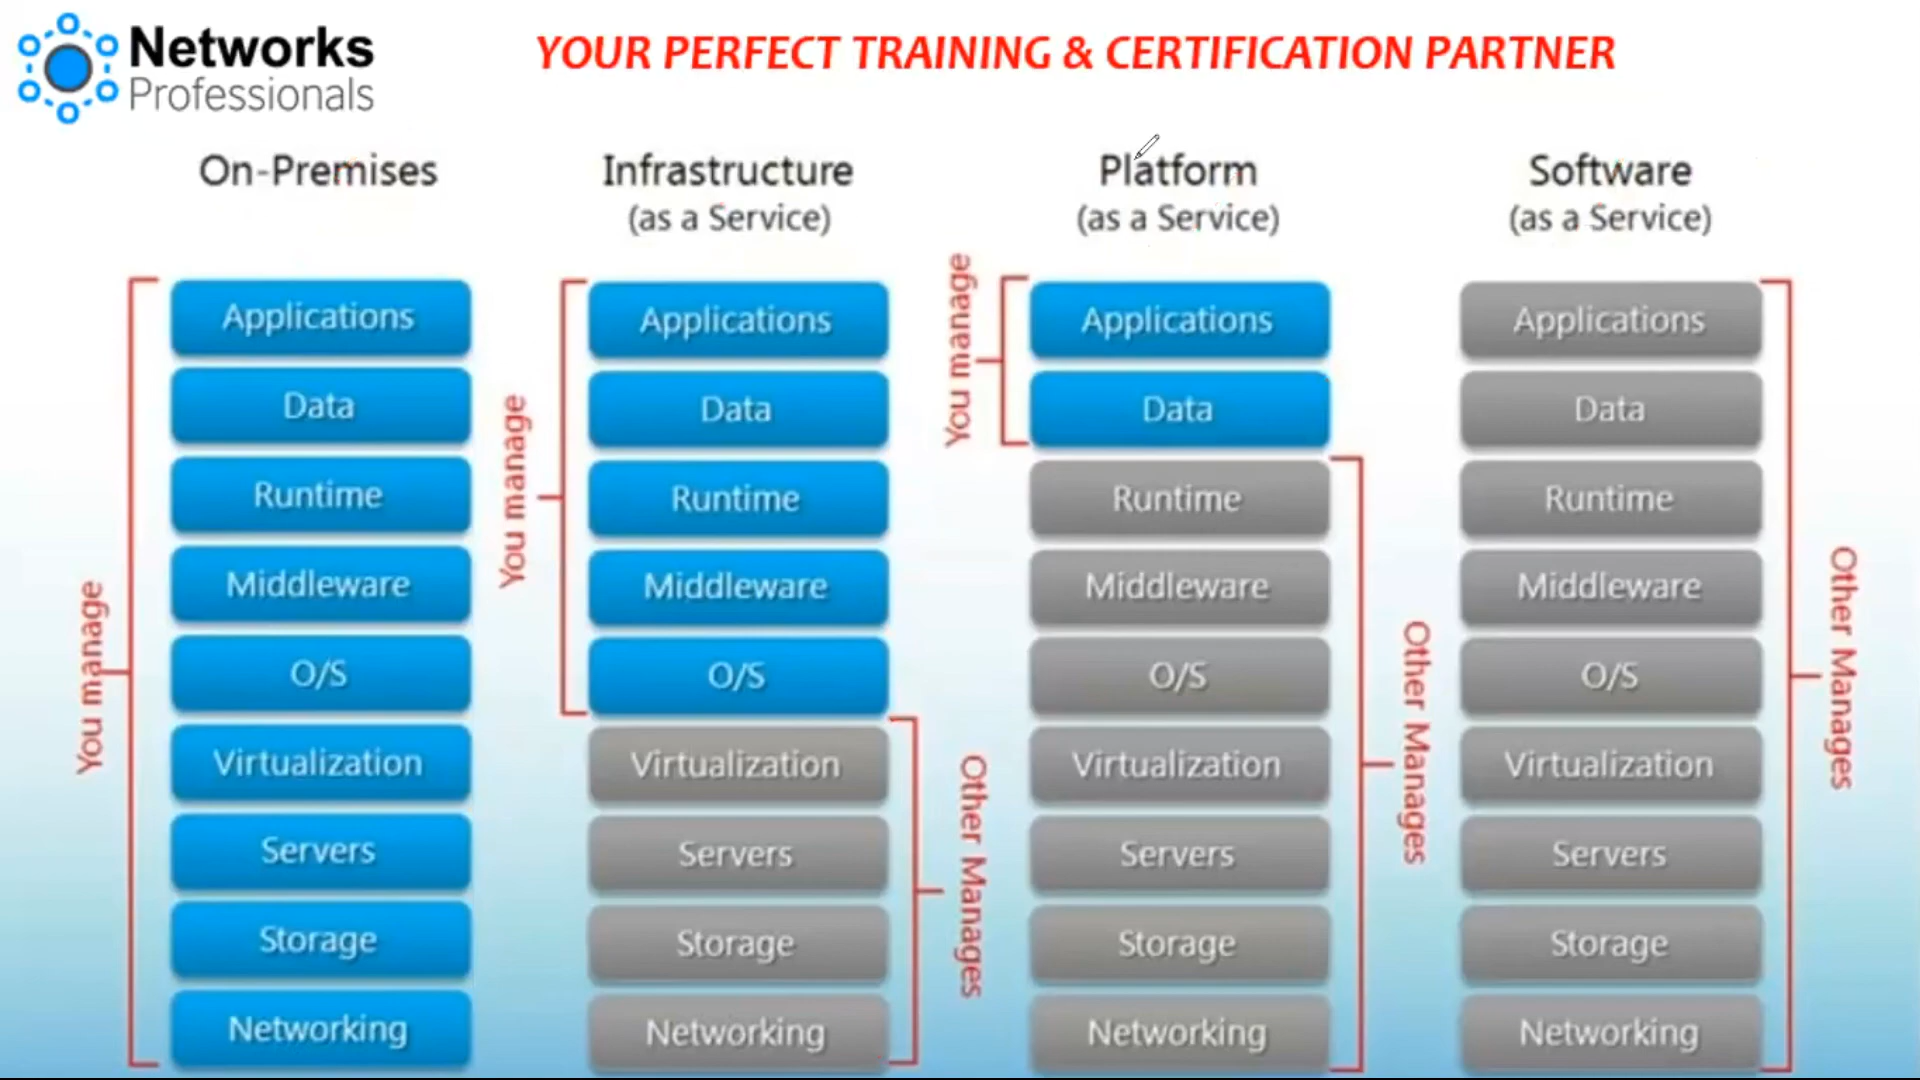 Networks
Professionals
YOUR PERFECT TRAINING & CERTIFICATION PARTNER
On-Premises
You manage
Applications
Data
Runtime
Middleware
O/S
Virtualization
Servers
Storage
Networking
Infrastructure
(as a Service)
You manage
Applications
Data
Runtime
Middleware
O/S
Virtualization
Servers
Storage
Networking
Other Manages
Platform
(as a Service)
You manage
Applications
Data
Runtime
Middleware
O/S
Virtualization
Servers
Storage
Networking
Other Manages
Software
(as a Service)
Applications
Data
Runtime
Middleware
O/S
Virtualization
Servers
Storage
Networking
Other Manages